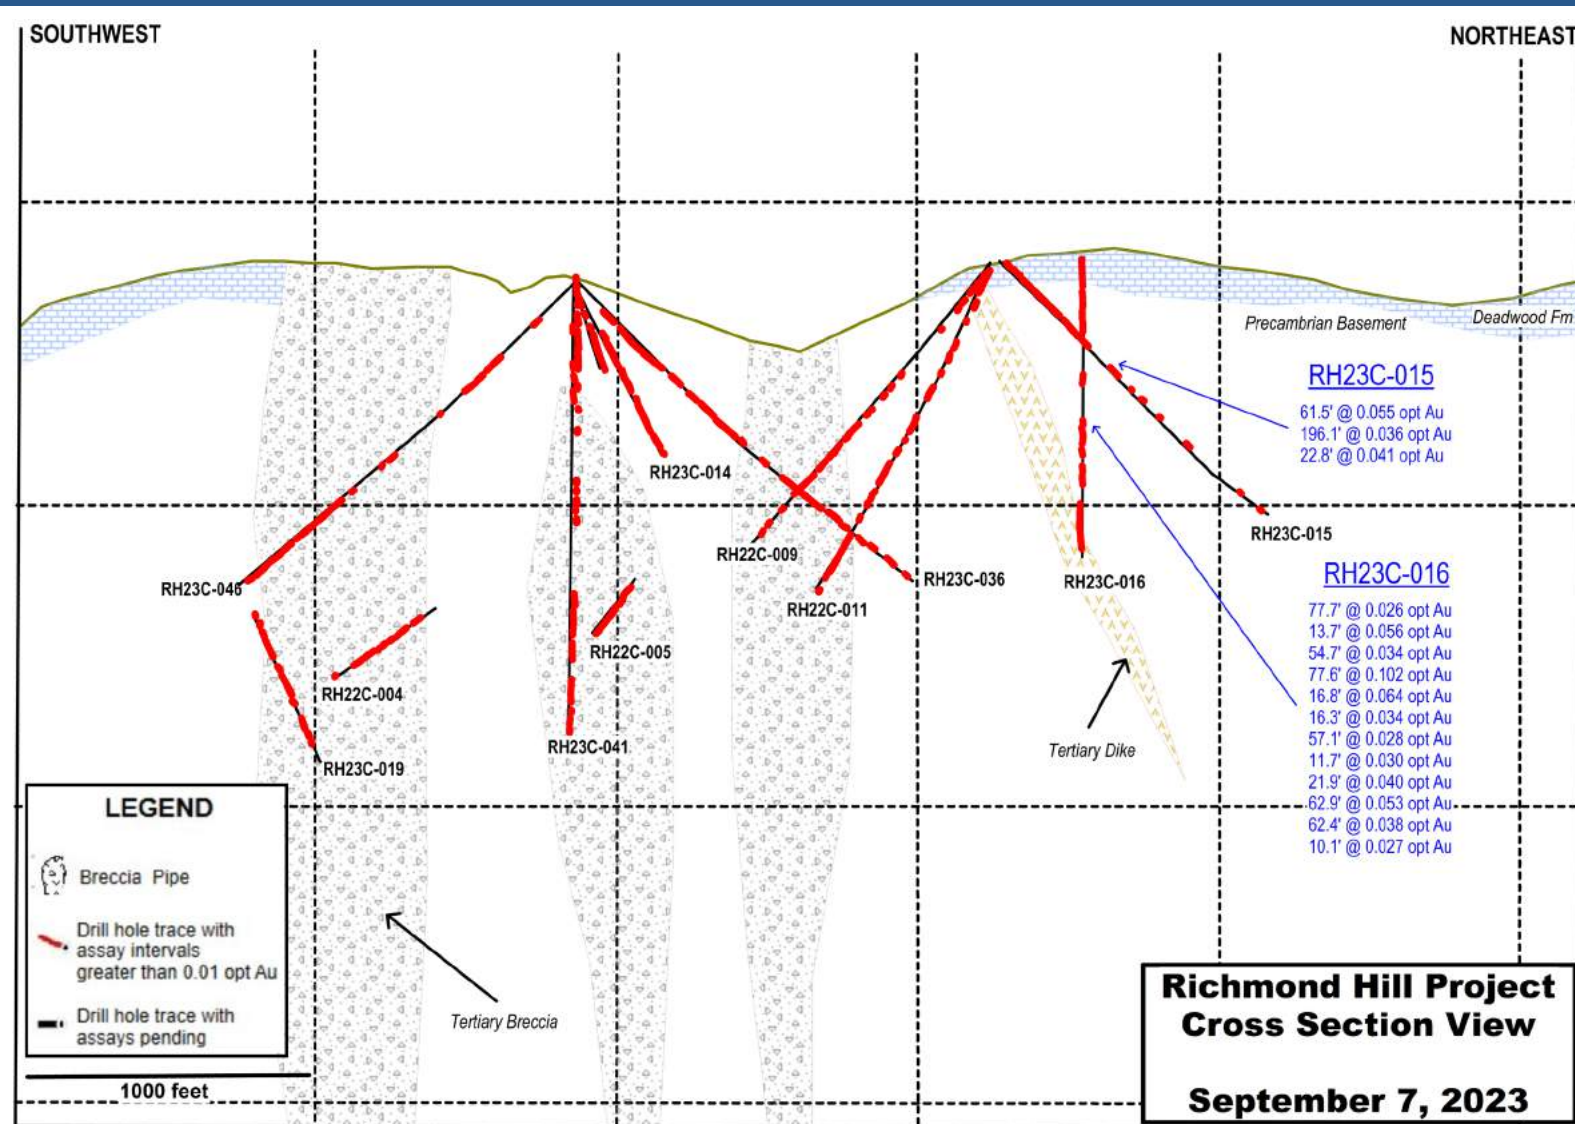 SOUTHWEST
NORTHEAST
Precambrian Basement
Deadwood Fm
RH23C-015
61.5' @ 0.055 opt Au
196.1' @ 0.036 opt Au
22.8' @ 0.041 opt Au
RH23C-014
RH23C-015
RH22C-009
RH23C-036
RH23C-016
RH23C-046
RH22C-011
RH23C-016
77.7' @ 0.026 opt Au
13.7' @ 0.056 opt Au
54.7' @ 0.034 opt Au
77.6' @ 0.102 opt Au
16.8' @ 0.064 opt Au
16.3' @ 0.034 opt Au
57.1' @ 0.028 opt Au
11.7' @ 0.030 opt Au
21.9' @ 0.040 opt Au
62.9' @ 0.053 opt Au
62.4' @ 0.038 opt Au
10.1' @ 0.027 opt Au
RH22C-005
RH22C-004
RH23C-041
RH23C-019
Tertiary Dike
LEGEND
Breccia Pipe
Drill hole trace with
assay intervals
greater than 0.01 opt Au
Drill hole trace with
assays pending
1000 feet
Tertiary Breccia
Richmond Hill Project
Cross Section View
September 7, 2023